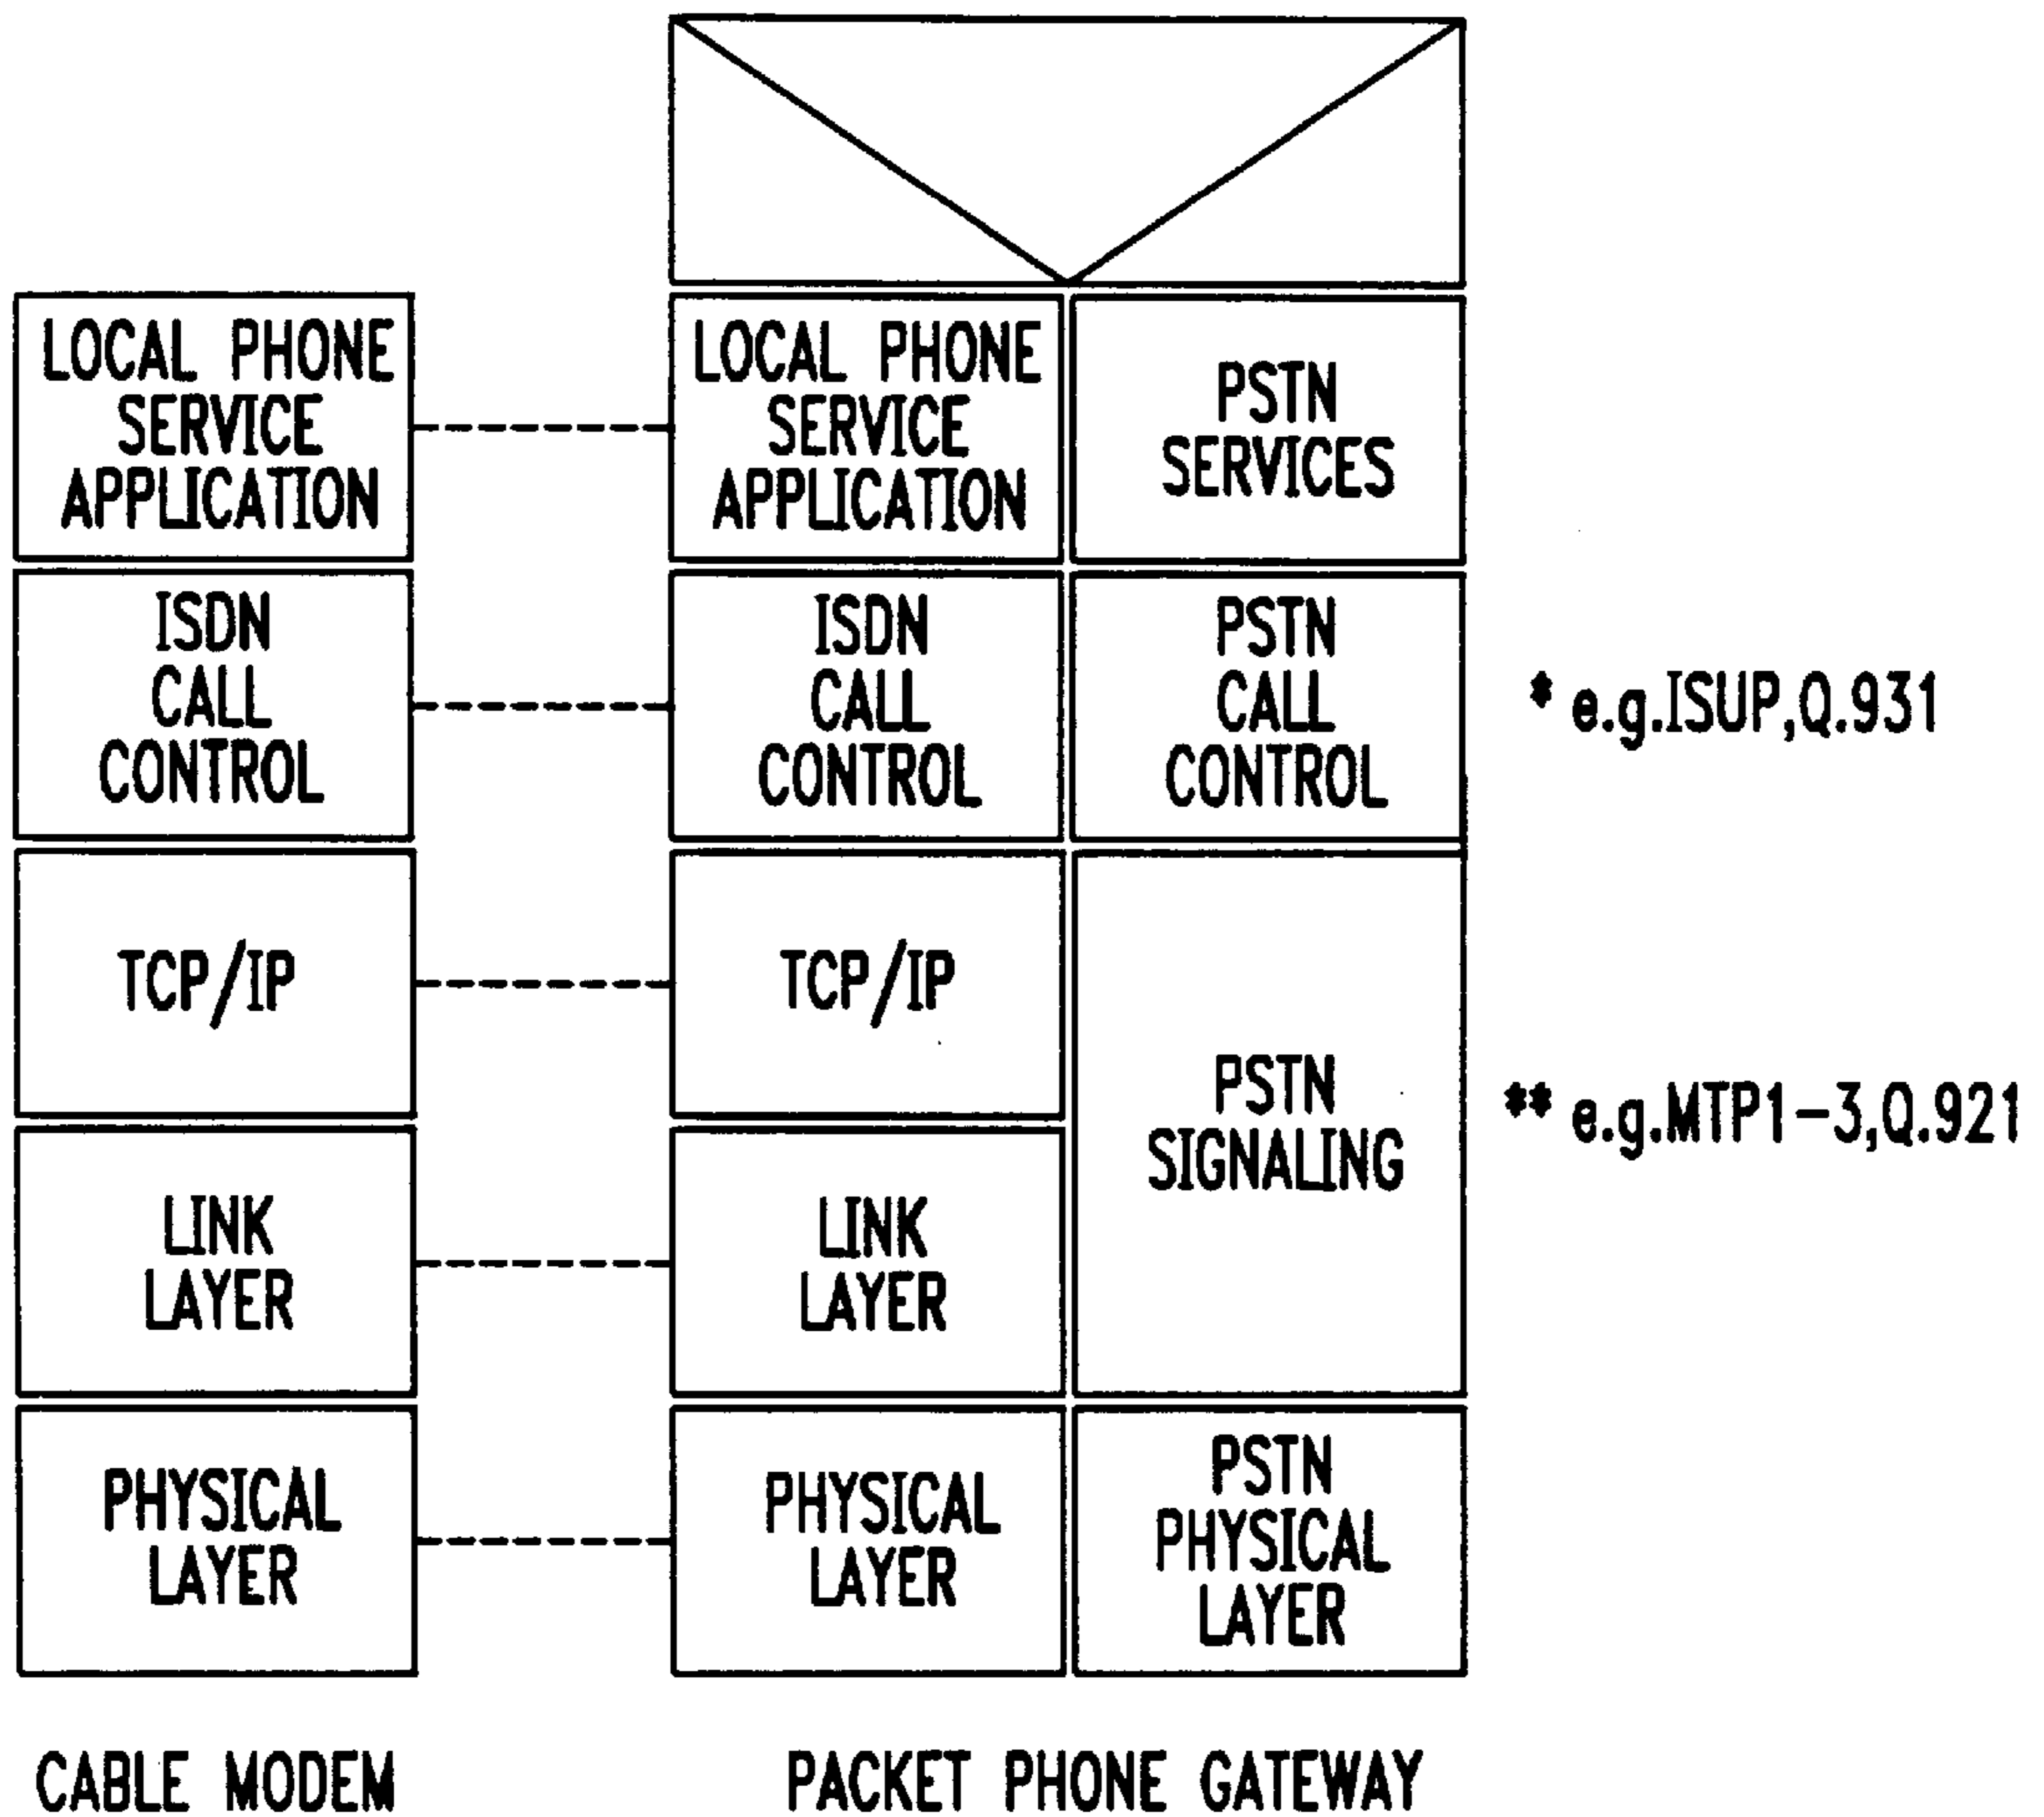 LOCAL PHONE
SERVICE
APPLICATION
LOCAL PHONE
SERVICE
APPLICATION
PSTN
SERVICES
ISDN
CALL
CONTROL
ISDN
CALL
CONTROL
PSTN
CALL
CONTROL
* e.g.ISUP,Q.931
TCP/IP
TCP/IP
PSTN
SIGNALING
** e.g.MTP1-3,Q.921
LINK
LAYER
LINK
LAYER
PHYSICAL
LAYER
PHYSICAL
LAYER
PSTN
PHYSICAL
LAYER
CABLE MODEM
PACKET PHONE GATEWAY